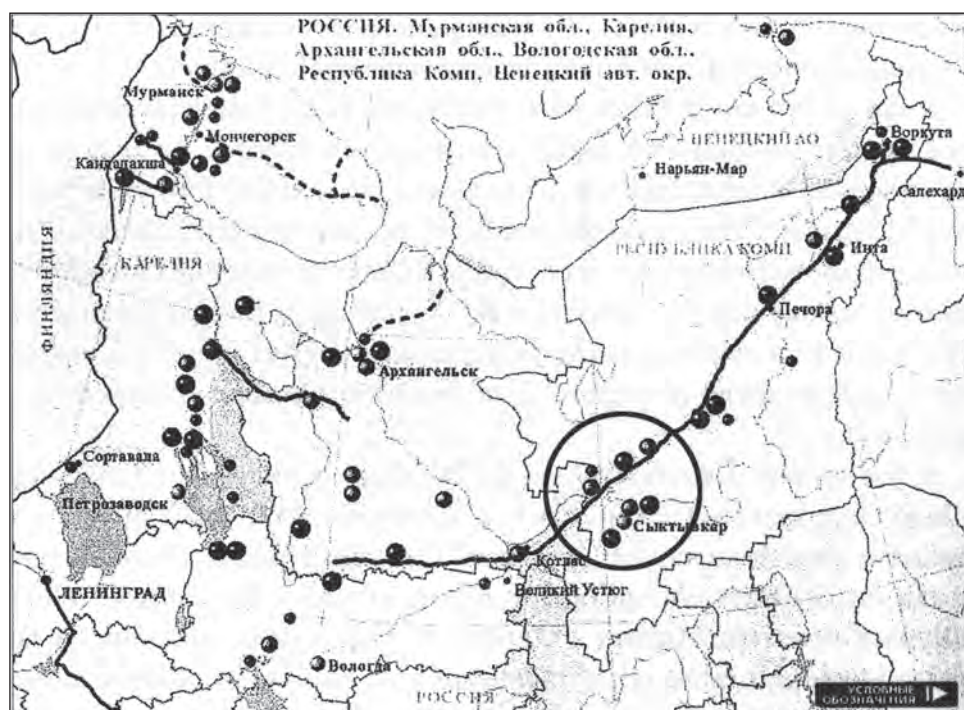 РОССИЯ. Мурманская обл., Карелия,
Архангельская обл., Вологодская обл.,
Республика Коми, Ненецкий авт. окр.
Мурманск
Мончегорск
Кандалакша
НЕНЕЦКИЙ АО
Воркута
Нарьян-Мар
Салехард
ФИНЛЯНДИЯ
КАРЕЛИЯ
РЕСПУБЛИКА КОМИ
Инта
Печора
Архангельск
Сортавала
Петрозаводск
Сыктывкар
Котлас
Великий Устюг
ЛЕНИНГРАД
Вологда
РОССИЯ
УСЛОВНЫЕ
ОБОЗНАЧЕНИЯ